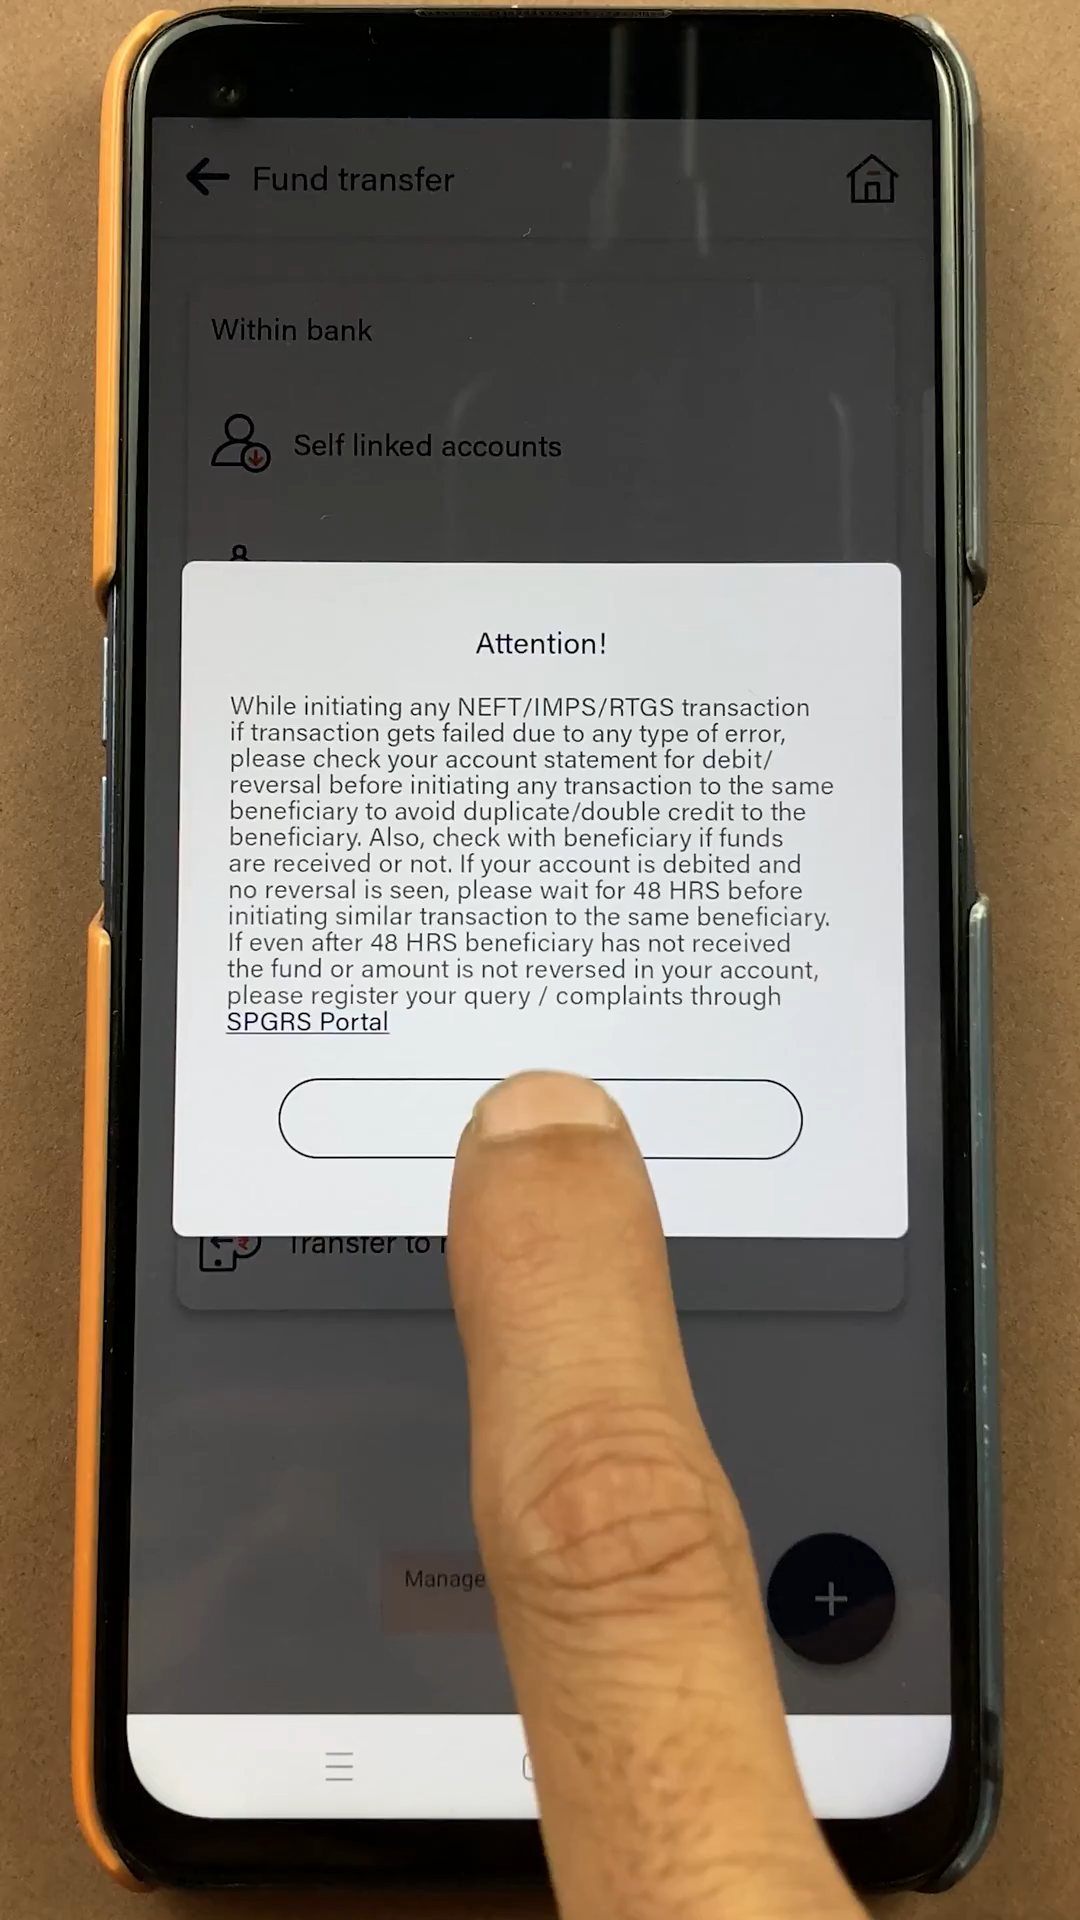 Fund transfer
Within bank
Self linked accounts
Attention!
While initiating any NEFT/IMPS/RTGS transaction
if transaction gets failed due to any type of error,
please check your account statement for debit/
reversal before initiating any transaction to the same
beneficiary to avoid duplicate/double credit to the
beneficiary. Also, check with beneficiary if funds
are received or not. If your account is debited and
no reversal is seen, please wait for 48 HRS before
initiating similar transaction to the same beneficiary.
If even after 48 HRS beneficiary has not received
the fund or amount is not reversed in your account,
please register your query / complaints through
SPGRS Portal
Transfer to
Manage